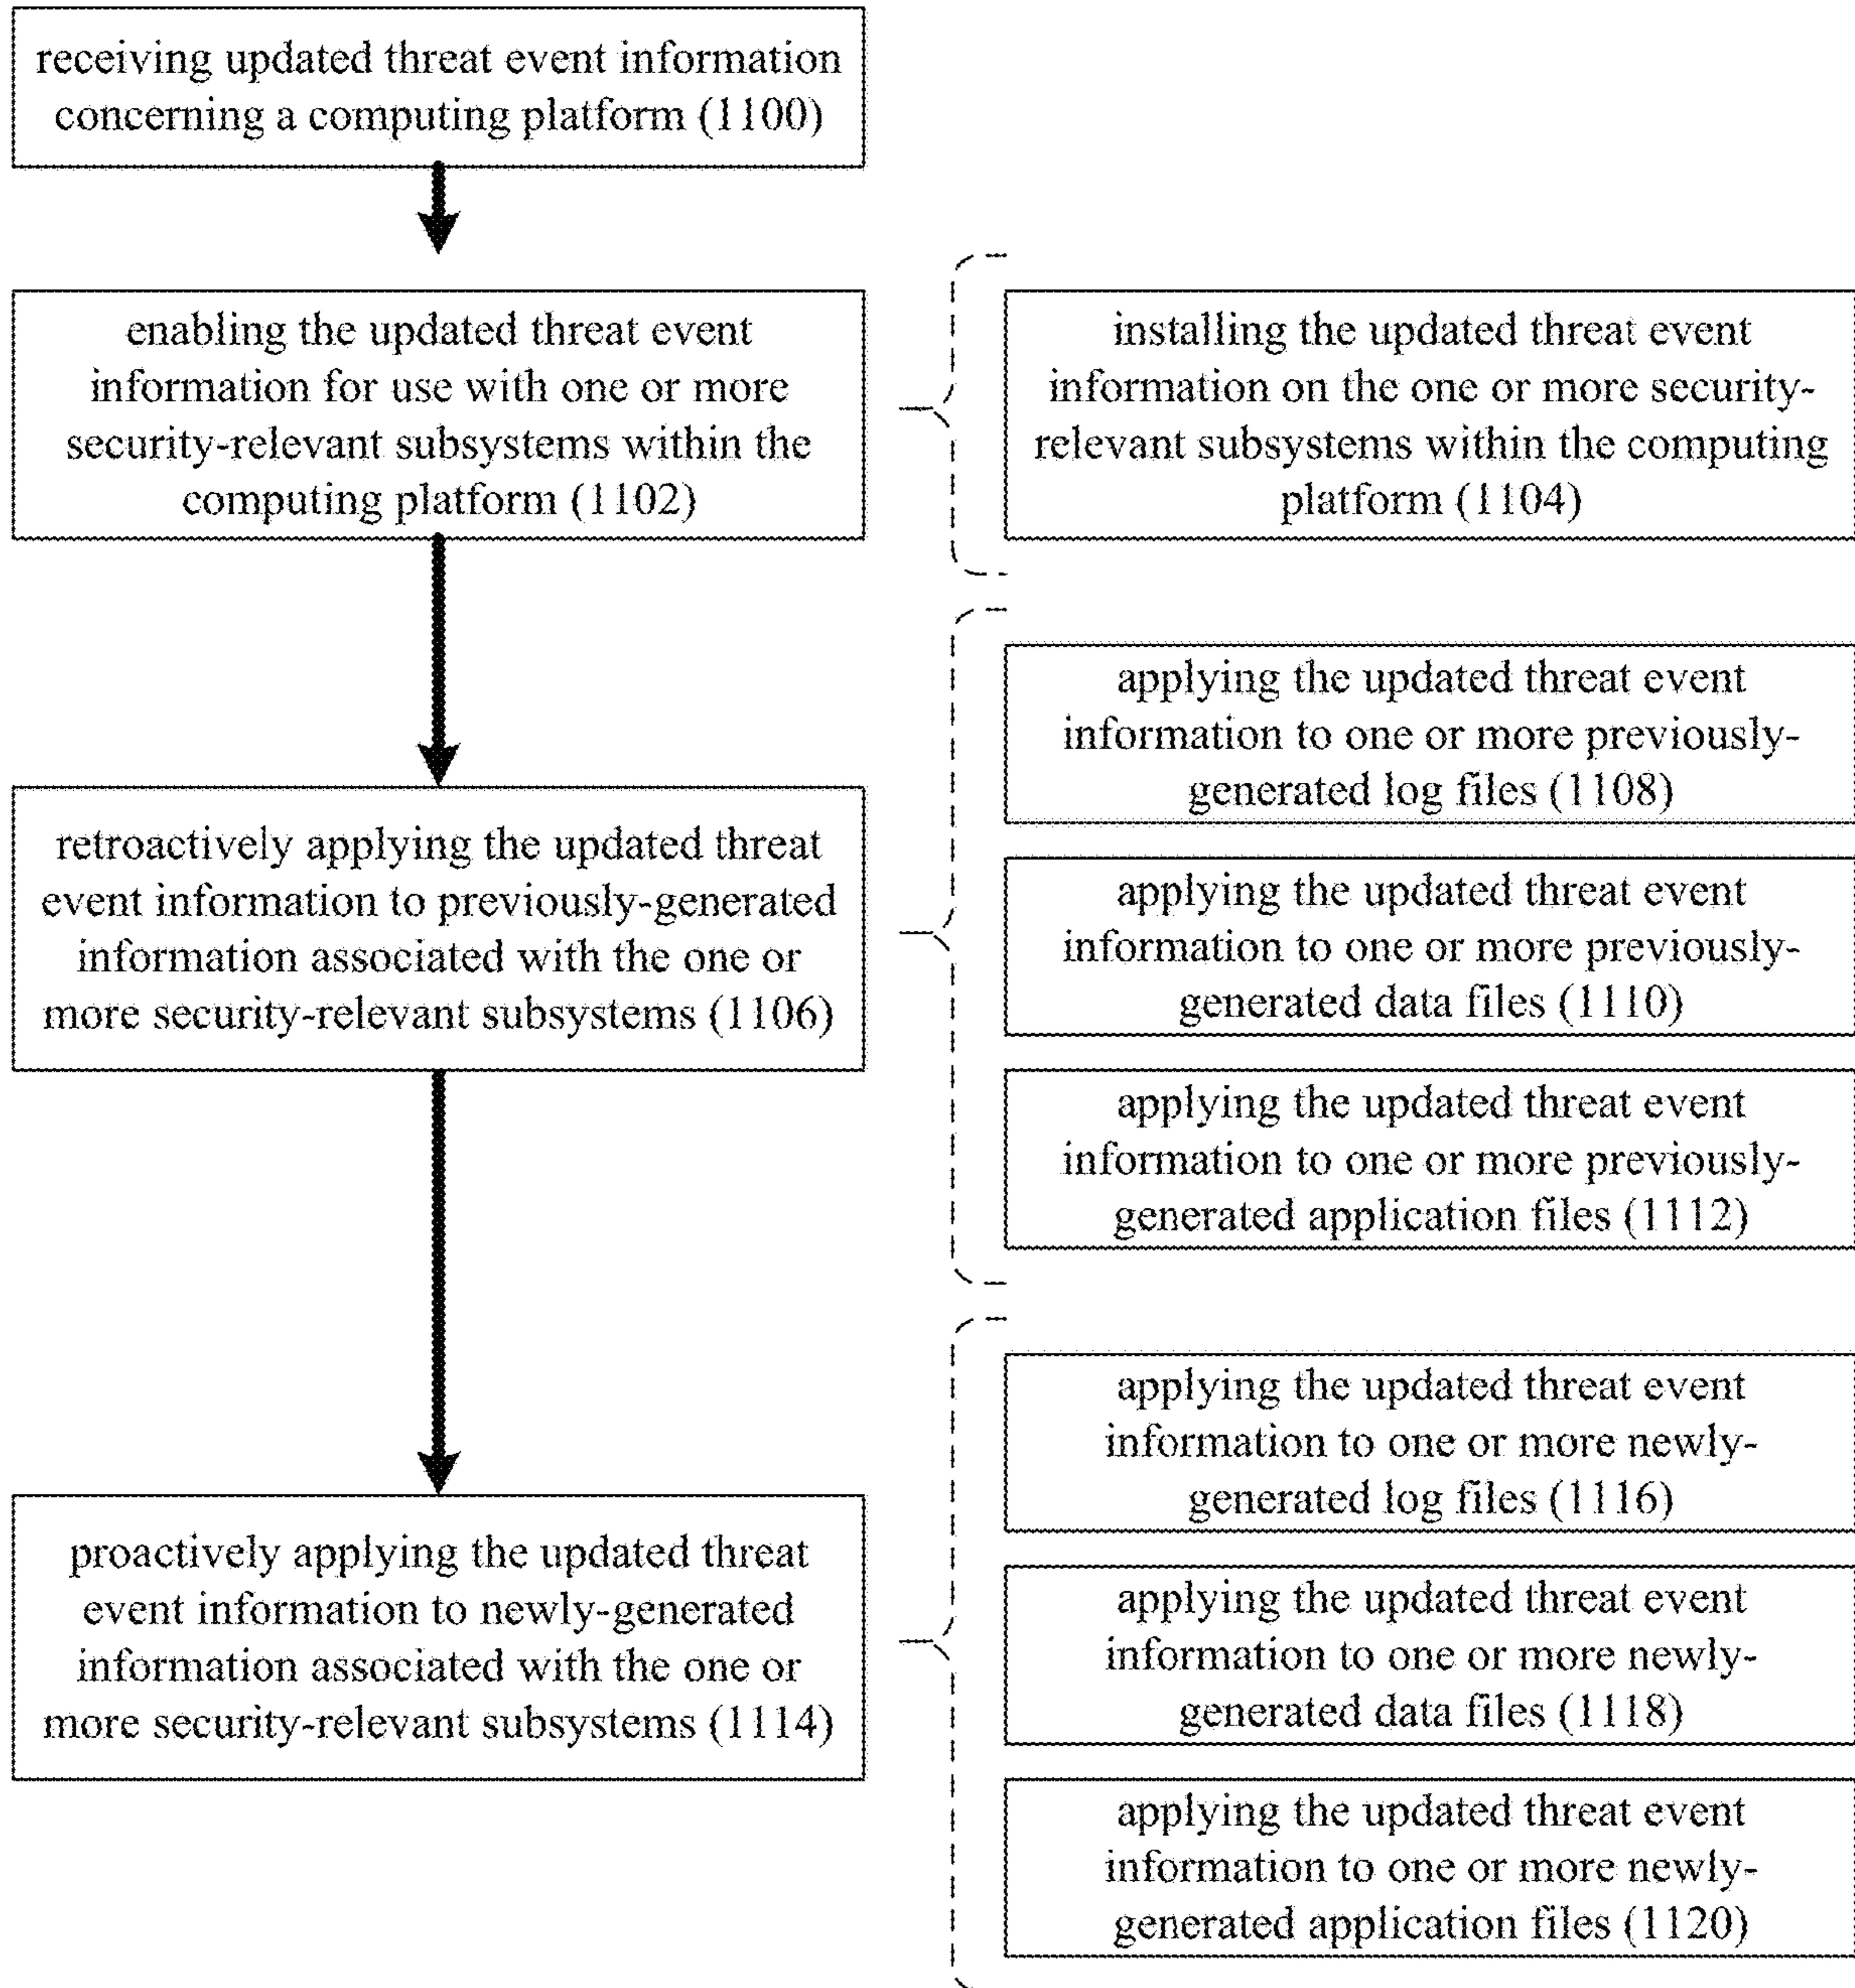 receiving updated threat event information
concerning a computing platform (1100)
enabling the updated threat event
information for use with one or more
security-relevant subsystems within the
computing platform (1102)
installing the updated threat event
information on the one or more security-
relevant subsystems within the computing
platform (1104)
retroactively applying the updated threat
event information to previously-generated
information associated with the one or
more security-relevant subsystems (1106)
applying the updated threat event
information to one or more previously-
generated log files (1108)
applying the updated threat event
information to one or more previously-
generated data files (1110)
applying the updated threat event
information to one or more previously-
generated application files (1112)
proactively applying the updated threat
event information to newly-generated
information associated with the one or
more security-relevant subsystems (1114)
applying the updated threat event
information to one or more newly-
generated log files (1116)
applying the updated threat event
information to one or more newly-
generated data files (1118)
applying the updated threat event
information to one or more newly-
generated application files (1120)